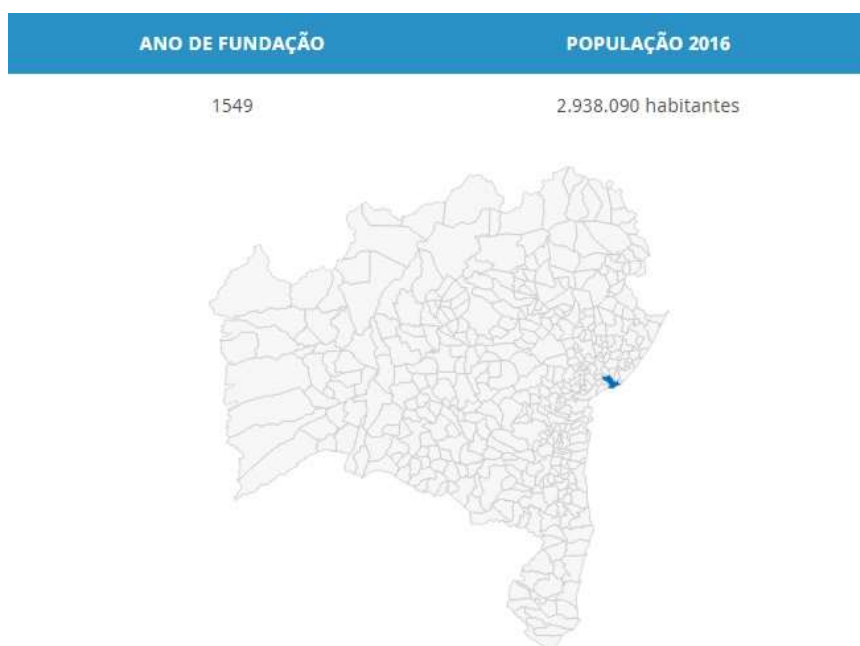 ANO DE FUNDAÇÃO POPULAÇÃO 2016
1549 2.938.090 habitantes